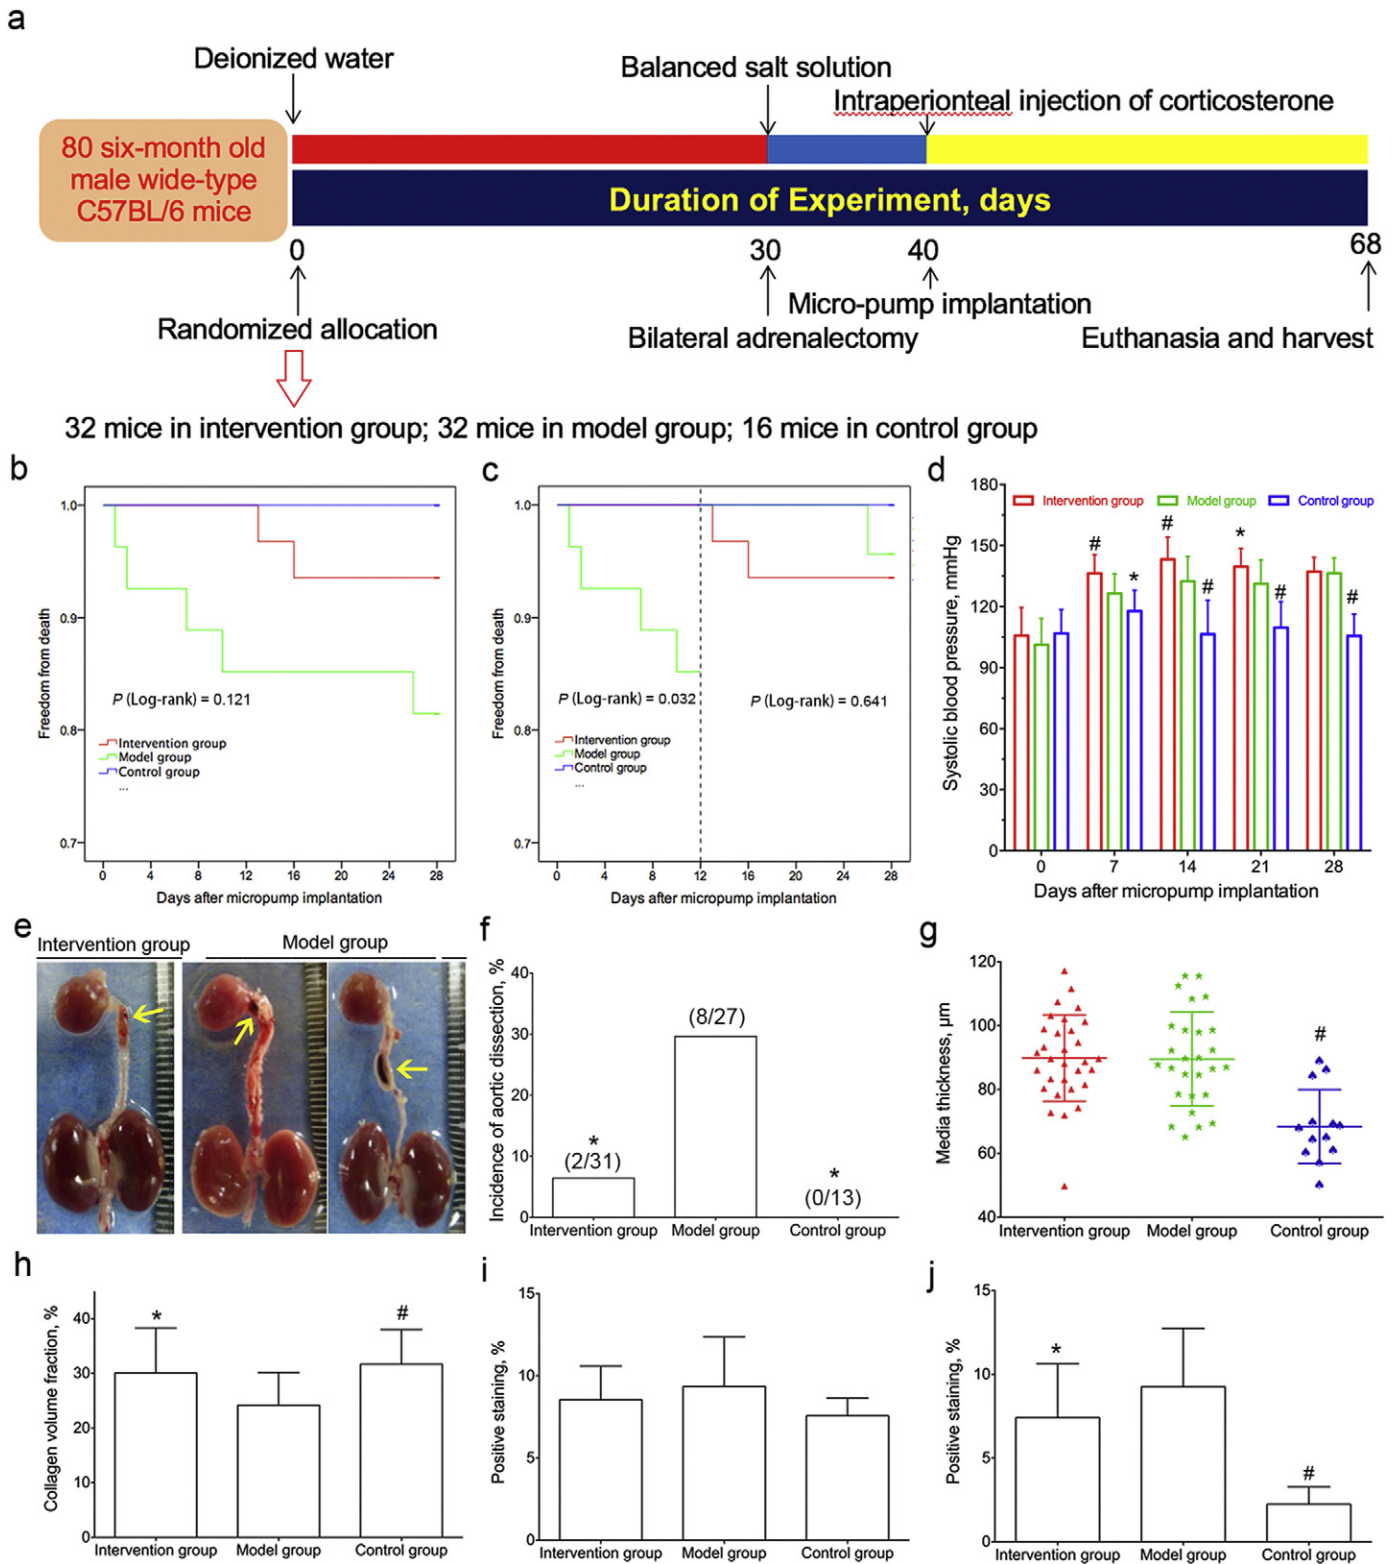 a
Deionized water
Balanced salt solution
Intraperionteal injection of corticosterone
80 six-month old
male wide-type
C57BL/6 mice
Duration of Experiment, days
0
30
40
68
Micro-pump implantation
Randomized allocation
Bilateral adrenalectomy
Euthanasia and harvest
32 mice in intervention group; 32 mice in model group; 16 mice in control group
b
1.0
0.9
0.8
0.7
Freedom from death
P (Log-rank) = 0.121
Intervention group
Model group
Control group
...
0 4 8 12 16 20 24 28
Days after micropump implantation
c
1.0
0.9
0.8
0.7
Freedom from death
P (Log-rank) = 0.032
P (Log-rank) = 0.641
Intervention group
Model group
Control group
...
0 4 8 12 16 20 24 28
Days after micropump implantation
d
180
150
120
90
60
30
0
Systolic blood pressure, mmHg
Intervention group Model group Control group
# * # # * # #
0 7 14 21 28
Days after micropump implantation
e
Intervention group
Model group
f
40
30
20
10
0
Incidence of aortic dissection, %
*
(2/31)
(8/27)
*
(0/13)
Intervention group Model group Control group
g
120
100
80
60
40
Media thickness, µm
#
Intervention group Model group Control group
h
40
30
20
10
0
Collagen volume fraction, %
* #
Intervention group Model group Control group
i
15
10
5
0
Positive staining, %
Intervention group Model group Control group
j
15
10
5
0
Positive staining, %
* #
Intervention group Model group Control group